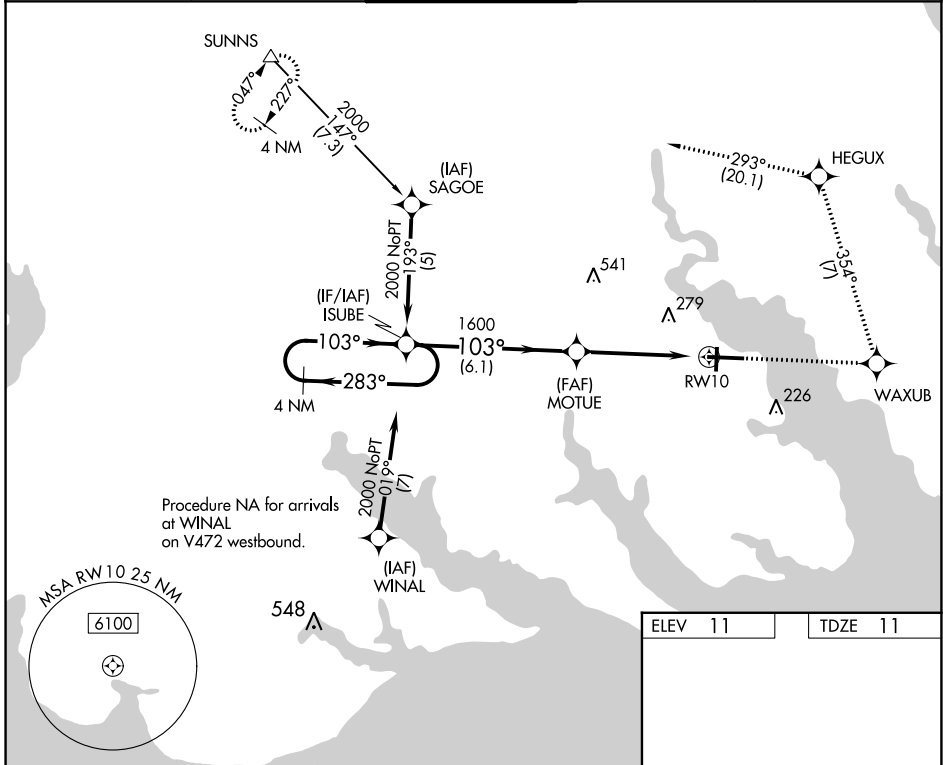 SUNNS
047°
227°
4 NM
2000
147°
(7.3)
(IAF)
SAGOE
293°
(20.1)
HEGUX
354°
(7)
2000 NoPT
193°
(5)
541
279
(IF/IAF)
ISUBE
103°
283°
4 NM
1600
103°
(6.1)
(FAF)
MOTUE
RW10
WAXUB
226
2000 NoPT
019°
(7)
Procedure NA for arrivals
at WINAL
on V472 westbound.
(IAF)
WINAL
MSA RW10 25 NM
6100
548
ELEV 11
TDZE 11